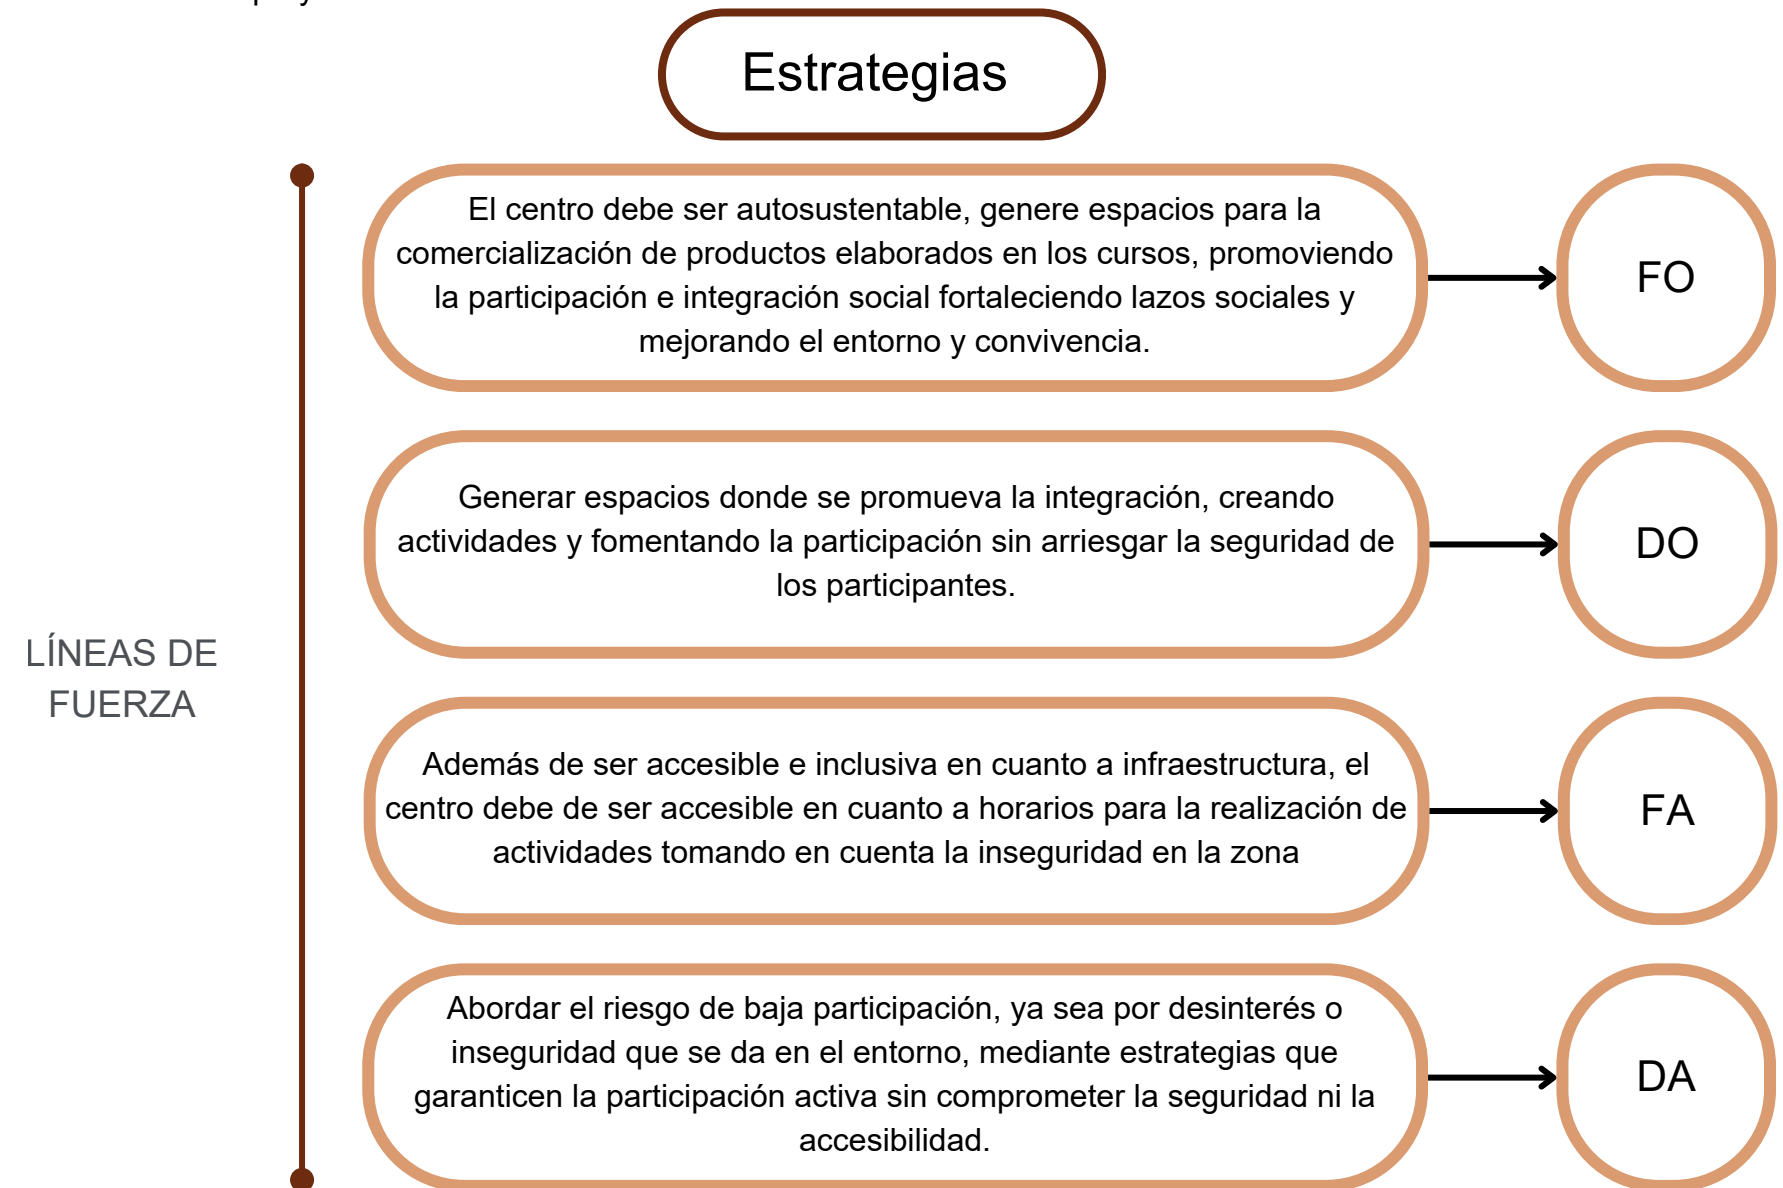 Estrategias
El centro debe ser autosustentable, genere espacios para la
comercialización de productos elaborados en los cursos, promoviendo
la participación e integración social fortaleciendo lazos sociales y
mejorando el entorno y convivencia.
FO
Generar espacios donde se promueva la integración, creando
actividades y fomentando la participación sin arriesgar la seguridad de
los participantes.
DO
LÍNEAS DE
FUERZA
Además de ser accesible e inclusiva en cuanto a infraestructura, el
centro debe de ser accesible en cuanto a horarios para la realización de
actividades tomando en cuenta la inseguridad en la zona
FA
Abordar el riesgo de baja participación, ya sea por desinterés o
inseguridad que se da en el entorno, mediante estrategias que
garanticen la participación activa sin comprometer la seguridad ni la
accesibilidad.
DA